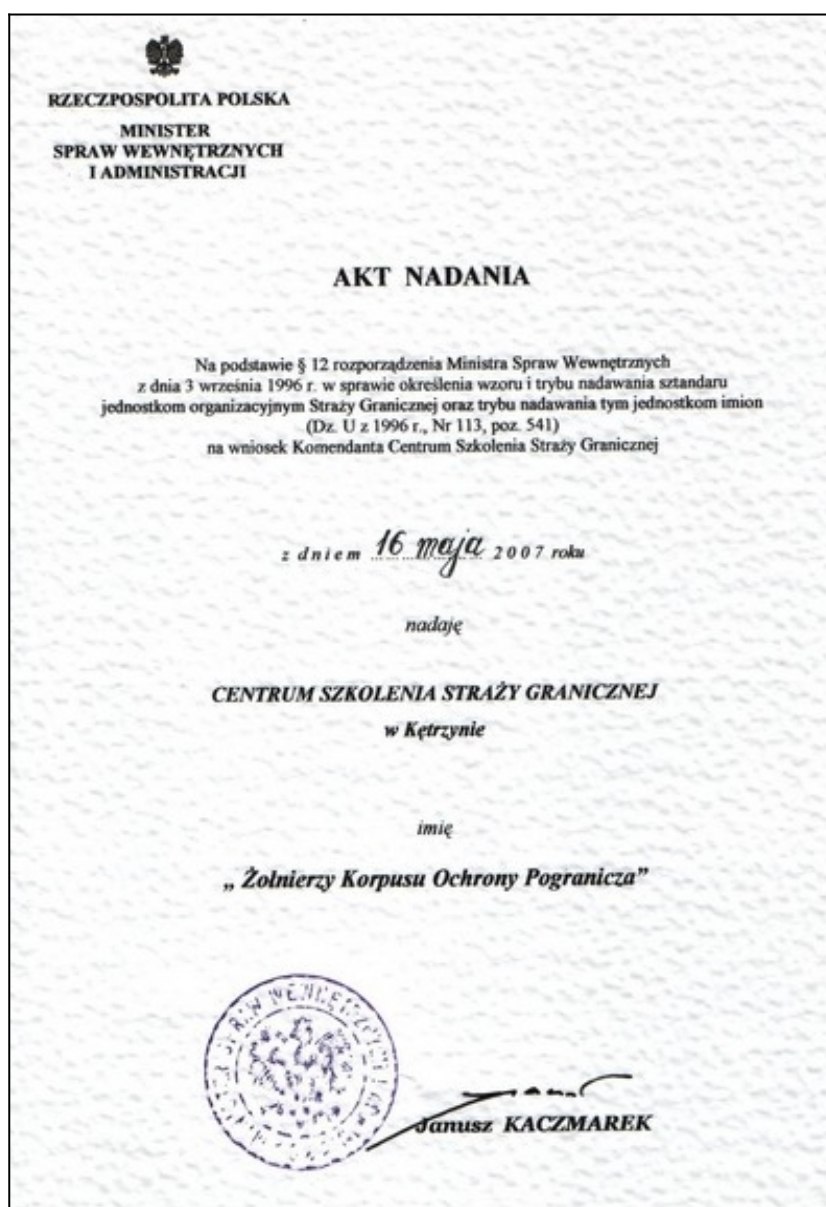 RZECZPOSPOLITA POLSKA
MINISTER
SPRAW WEWNĘTRZNYCH
I ADMINISTRACJI
AKT NADANIA
Na podstawie § 12 rozporządzenia Ministra Spraw Wewnętrznych
z dnia 3 września 1996 r. w sprawie określenia wzoru i trybu nadawania sztandaru
jednostkom organizacyjnym Straży Granicznej oraz trybu nadawania tym jednostkom imion
(Dz. U z 1996 r., Nr 113, poz. 541)
na wniosek Komendanta Centrum Szkolenia Straży Granicznej
z dniem 16 maja 2007 roku
nadaję
CENTRUM SZKOLENIA STRAŻY GRANICZNEJ
w Kętrzynie
imię
„ Żołnierzy Korpusu Ochrony Pogranicza”
SPRAW WEWNĘTRZNYCH I
Janusz KACZMAREK